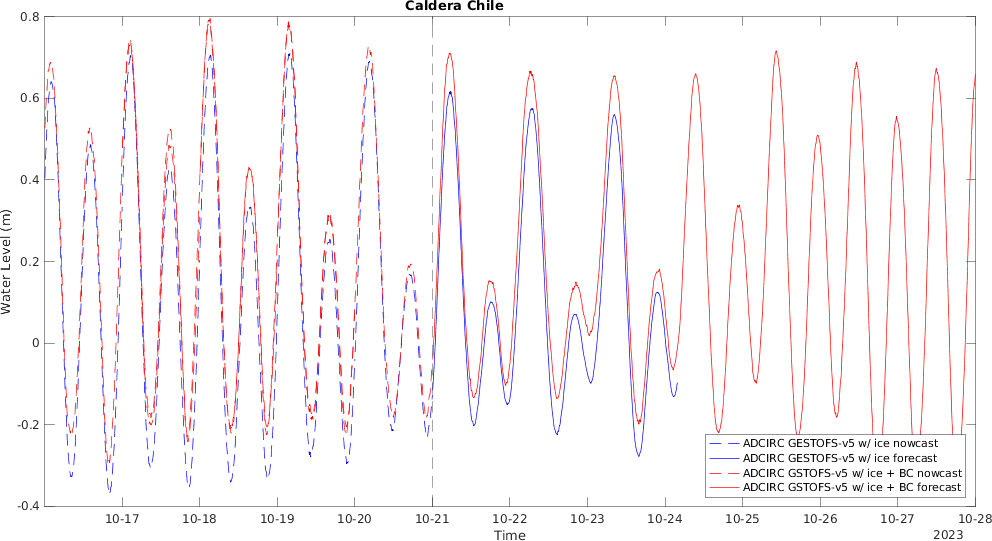 Caldera Chile
0.8
0.6
0.4
0.2
0
-0.2
-0.4
Water Level (m)
10-17
10-18
10-19
10-20
10-21
10-22
10-23
10-24
10-25
10-26
10-27
10-28
Time
2023
ADCIRC GESTOFS-v5 w/ ice nowcast
ADCIRC GESTOFS-v5 w/ ice forecast
ADCIRC GSTOFS-v5 w/ ice + BC nowcast
ADCIRC GSTOFS-v5 w/ ice + BC forecast